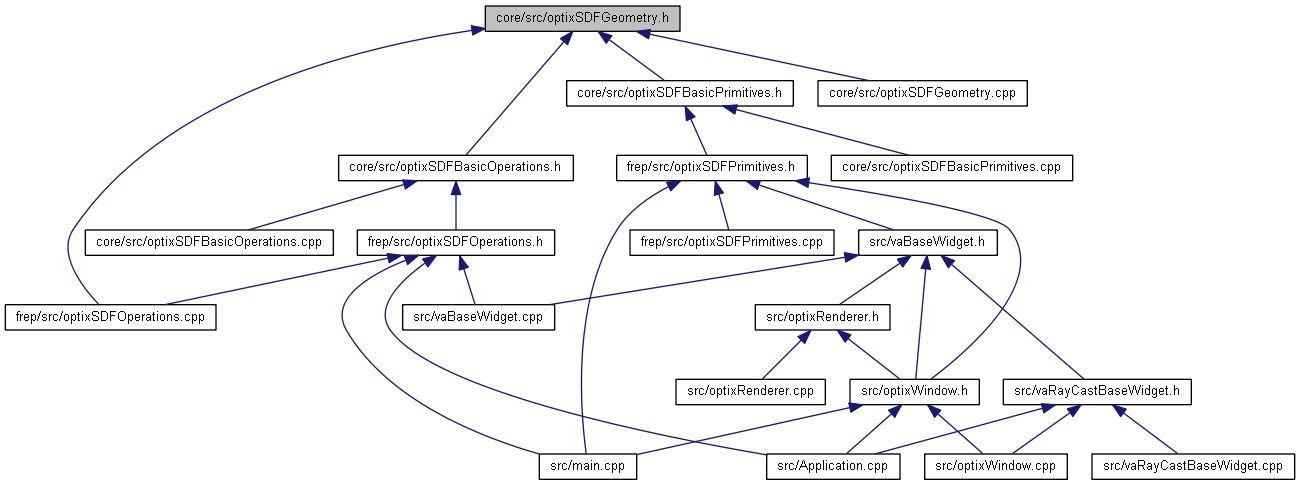 core/src/optixSDFGeometry.h
core/src/optixSDFBasicPrimitives.h
core/src/optixSDFGeometry.cpp
core/src/optixSDFBasicOperations.h
frep/src/optixSDFPrimitives.h
core/src/optixSDFBasicPrimitives.cpp
core/src/optixSDFBasicOperations.cpp
frep/src/optixSDFOperations.h
frep/src/optixSDFPrimitives.cpp
src/vaBaseWidget.h
frep/src/optixSDFOperations.cpp
src/vaBaseWidget.cpp
src/optixRenderer.h
src/optixRenderer.cpp
src/optixWindow.h
src/vaRayCastBaseWidget.h
src/main.cpp
src/Application.cpp
src/optixWindow.cpp
src/vaRayCastBaseWidget.cpp